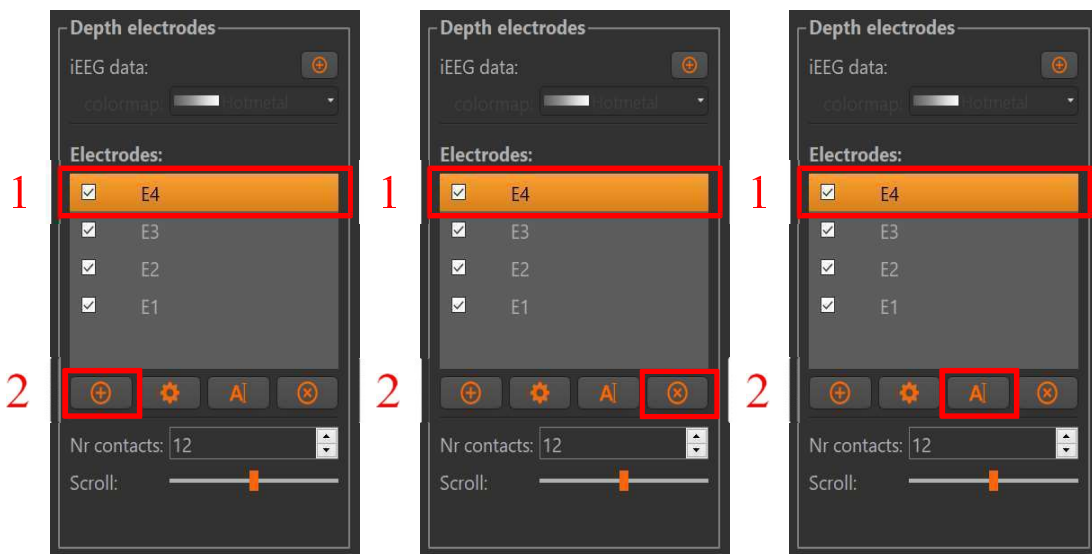 Depth electrodes
iEEG data:
colormap: Hotmetal
Electrodes:
1
E4
E3
E2
E1
2
A
Nr contacts: 12
Scroll:
Depth electrodes
iEEG data:
colormap: Hotmetal
Electrodes:
1
E4
E3
E2
E1
2
A
Nr contacts: 12
Scroll:
Depth electrodes
iEEG data:
colormap: Hotmetal
Electrodes:
1
E4
E3
E2
E1
2
A
Nr contacts: 12
Scroll: